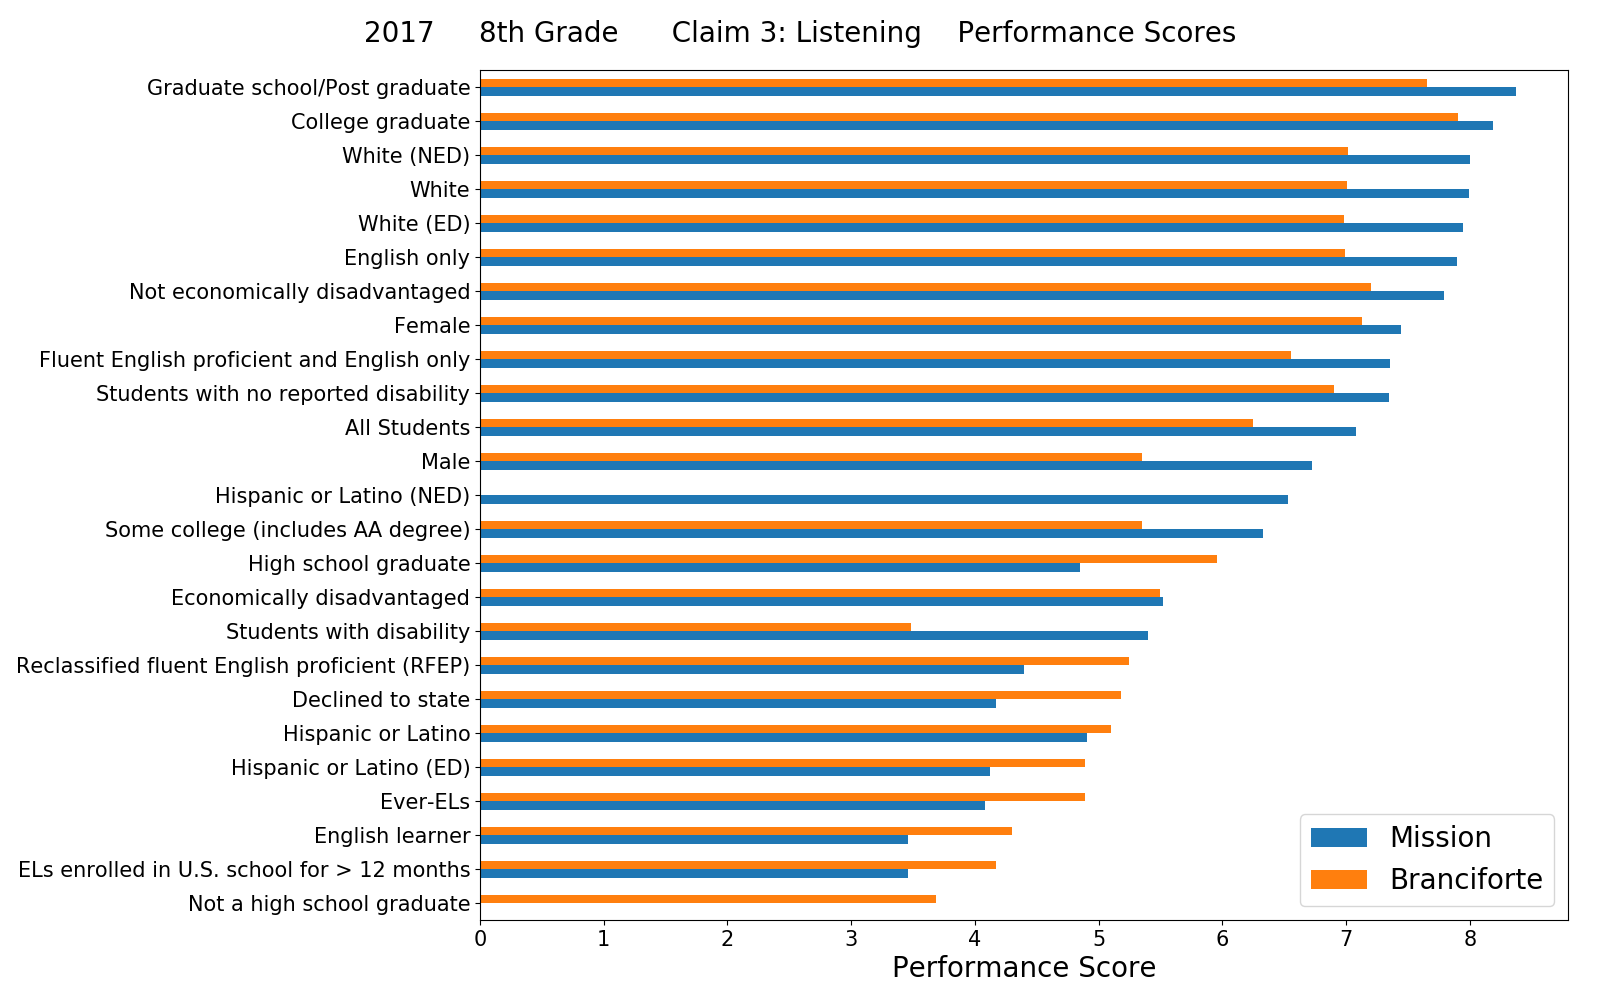 2017 8th Grade Claim 3: Listening Performance Scores
Graduate school/Post graduate
College graduate
White (NED)
White
White (ED)
English only
Not economically disadvantaged
Female
Fluent English proficient and English only
Students with no reported disability
All Students
Male
Hispanic or Latino (NED)
Some college (includes AA degree)
High school graduate
Economically disadvantaged
Students with disability
Reclassified fluent English proficient (RFEP)
Declined to state
Hispanic or Latino
Hispanic or Latino (ED)
Ever-ELs
English learner
ELs enrolled in U.S. school for > 12 months
Not a high school graduate
Mission
Branciforte
0 1 2 3 4 5 6 7 8
Performance Score